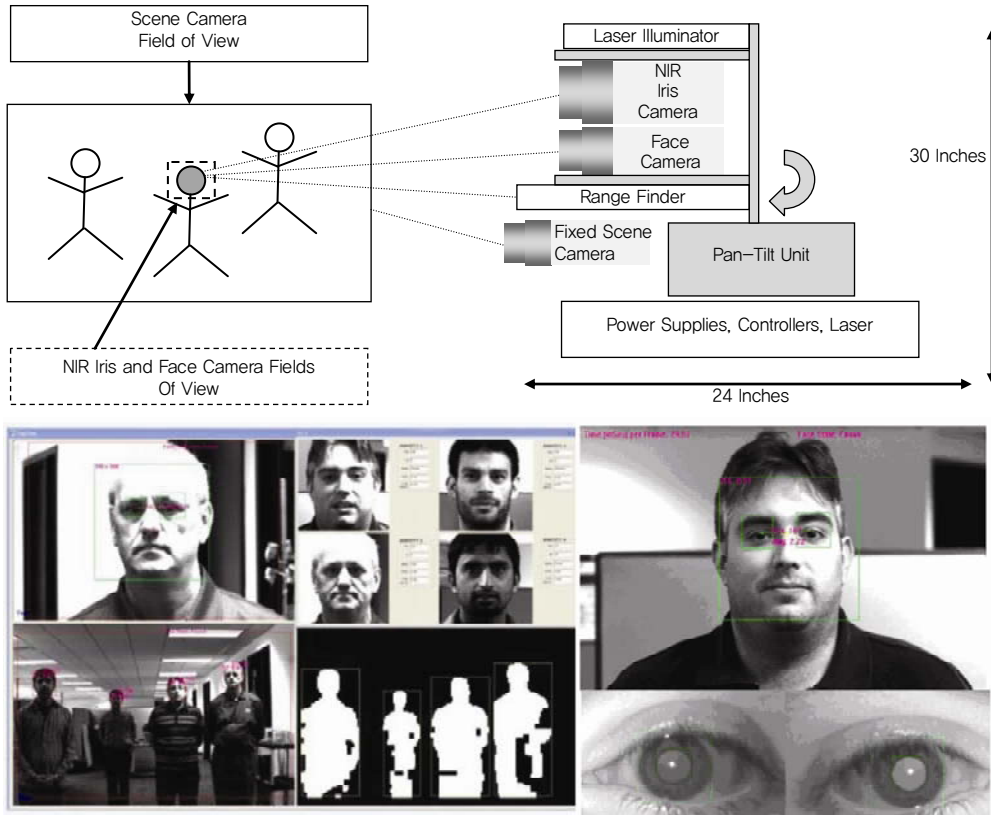 Scene Camera
Field of View
Laser Illuminator
NIR
Iris
Camera
Face
Camera
Range Finder
Fixed Scene
Camera
Pan-Tilt Unit
Power Supplies, Controllers, Laser
30 Inches
24 Inches
NIR Iris and Face Camera Fields
Of View